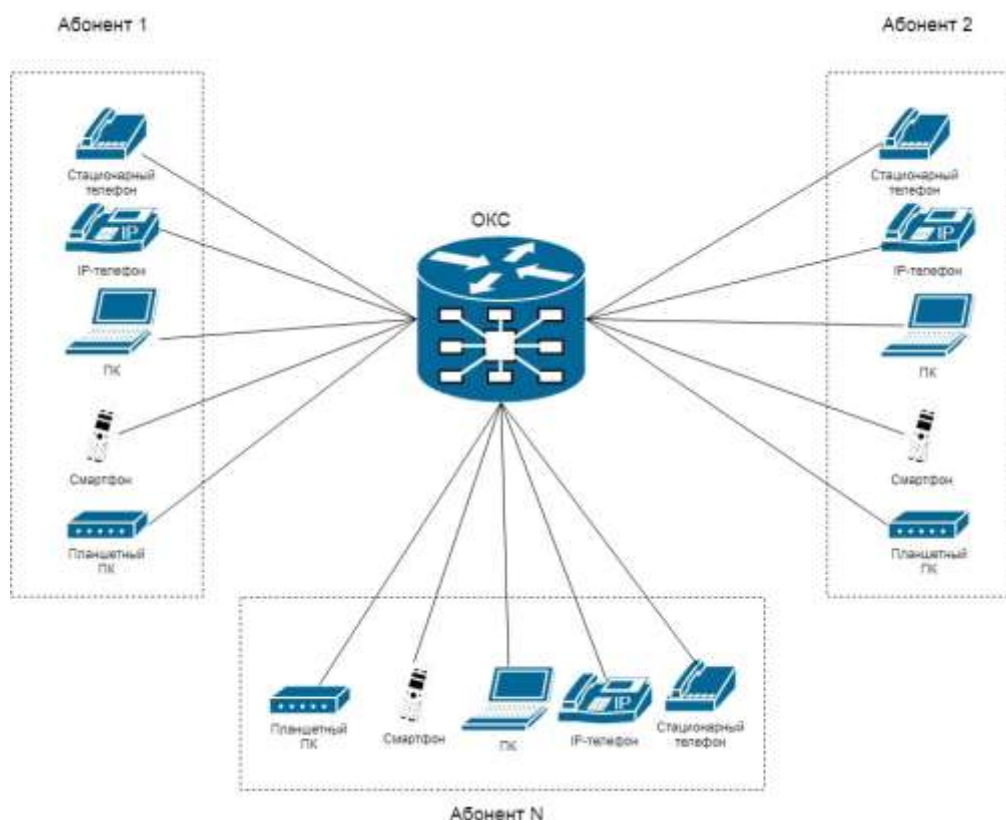 Абонент 1
Абонент 2
Стационарный
телефон
IP
IP-телефон
ПК
Смартфон
Планшетный
ПК
ОКС
Стационарный
телефон
IP
IP-телефон
ПК
Смартфон
Планшетный
ПК
Планшетный
ПК
Смартфон
ПК
IP
IP-телефон
Стационарный
телефон
Абонент N